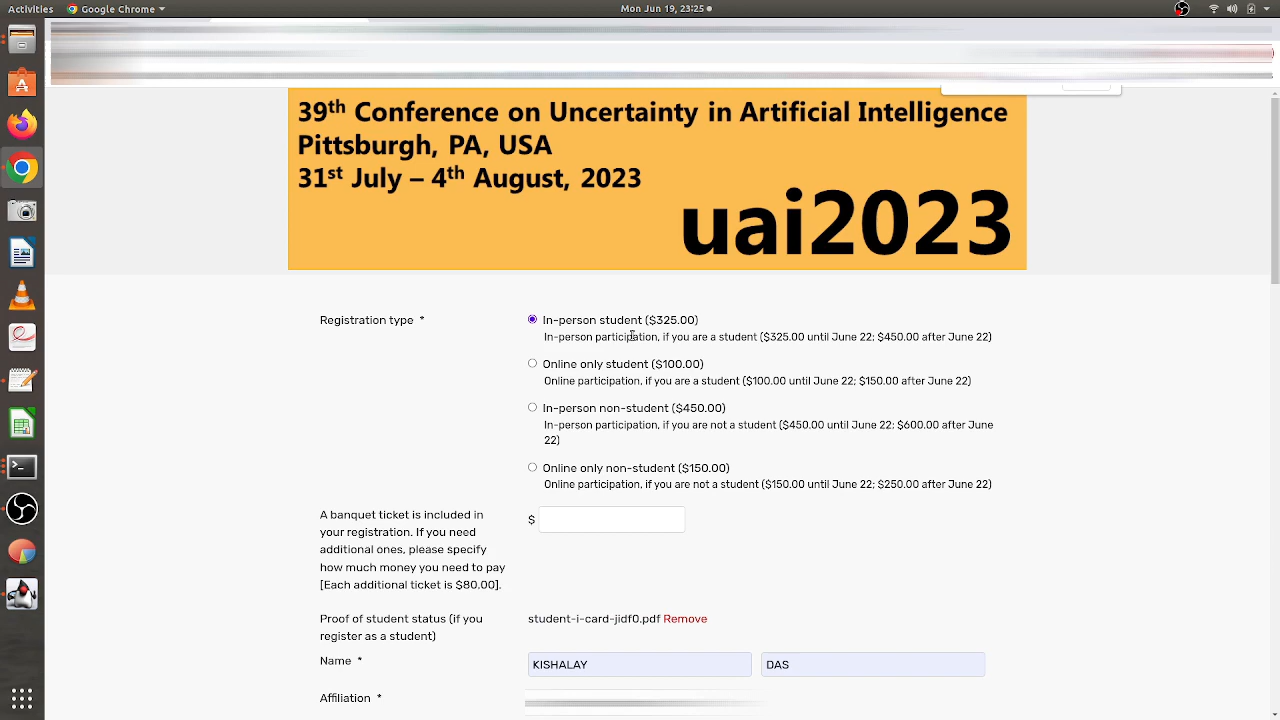 Activities Google Chrome Mon Jun 19, 23:25
39th Conference on Uncertainty in Artificial Intelligence
Pittsburgh, PA, USA
31st July – 4th August, 2023
uai2023
Registration type *
In-person student ($325.00)
In-person participation, if you are a student ($325.00 until June 22; $450.00 after June 22)
Online only student ($100.00)
Online participation, if you are a student ($100.00 until June 22; $150.00 after June 22)
In-person non-student ($450.00)
In-person participation, if you are not a student ($450.00 until June 22; $600.00 after June
22)
Online only non-student ($150.00)
Online participation, if you are not a student ($150.00 until June 22; $250.00 after June 22)
A banquet ticket is included in
your registration. If you need
additional ones, please specify
how much money you need to pay
[Each additional ticket is $80.00].
$
Proof of student status (if you
register as a student)
student-i-card-jidf0.pdf Remove
Name *
KISHALAY DAS
Affiliation *